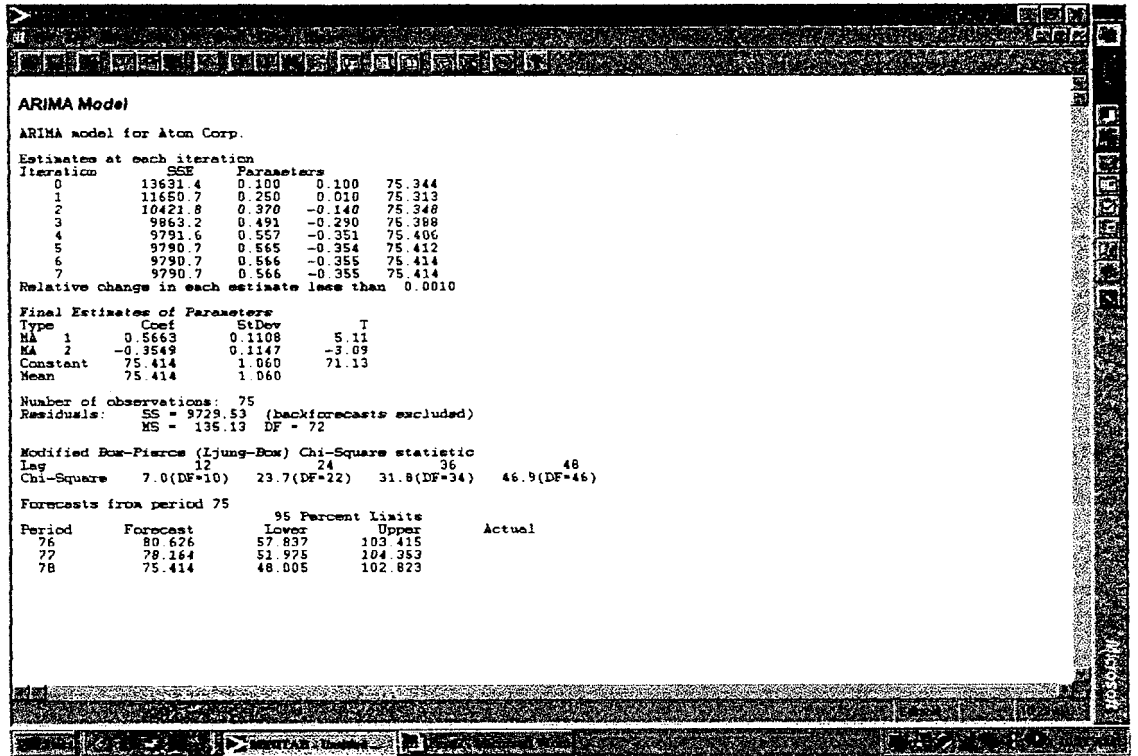 ARIMA Model
ARIMA model for Aton Corp.
Estimates at each iteration
Iteration SSE Parameters
0 13631.4 0.100 0.100 75.344
1 11650.7 0.250 0.010 75.313
2 10421.8 0.370 -0.140 75.348
3 9863.2 0.491 -0.290 75.388
4 9791.6 0.557 -0.351 75.406
5 9790.7 0.565 -0.354 75.412
6 9790.7 0.566 -0.355 75.414
7 9790.7 0.566 -0.355 75.414
Relative change in each estimate less than 0.0010
Final Estimates of Parameters
Type Coef StDev T
MA 1 0.5663 0.1108 5.11
MA 2 -0.3549 0.1147 -3.09
Constant 75.414 1.060 71.13
Mean 75.414 1.060
Number of observations: 75
Residuals: SS = 9729.53 (backforecasts excluded)
MS = 135.13 DF = 72
Modified Box-Pierce (Ljung-Box) Chi-Square statistic
Lag 12 24 36 48
Chi-Square 7.0(DF=10) 23.7(DF=22) 31.8(DF=34) 46.9(DF=46)
Forecasts from period 75
95 Percent Limits
Period Forecast Lower Upper Actual
76 80.626 57.837 103.415
77 78.164 51.975 104.353
78 75.414 48.005 102.823
Microsoft